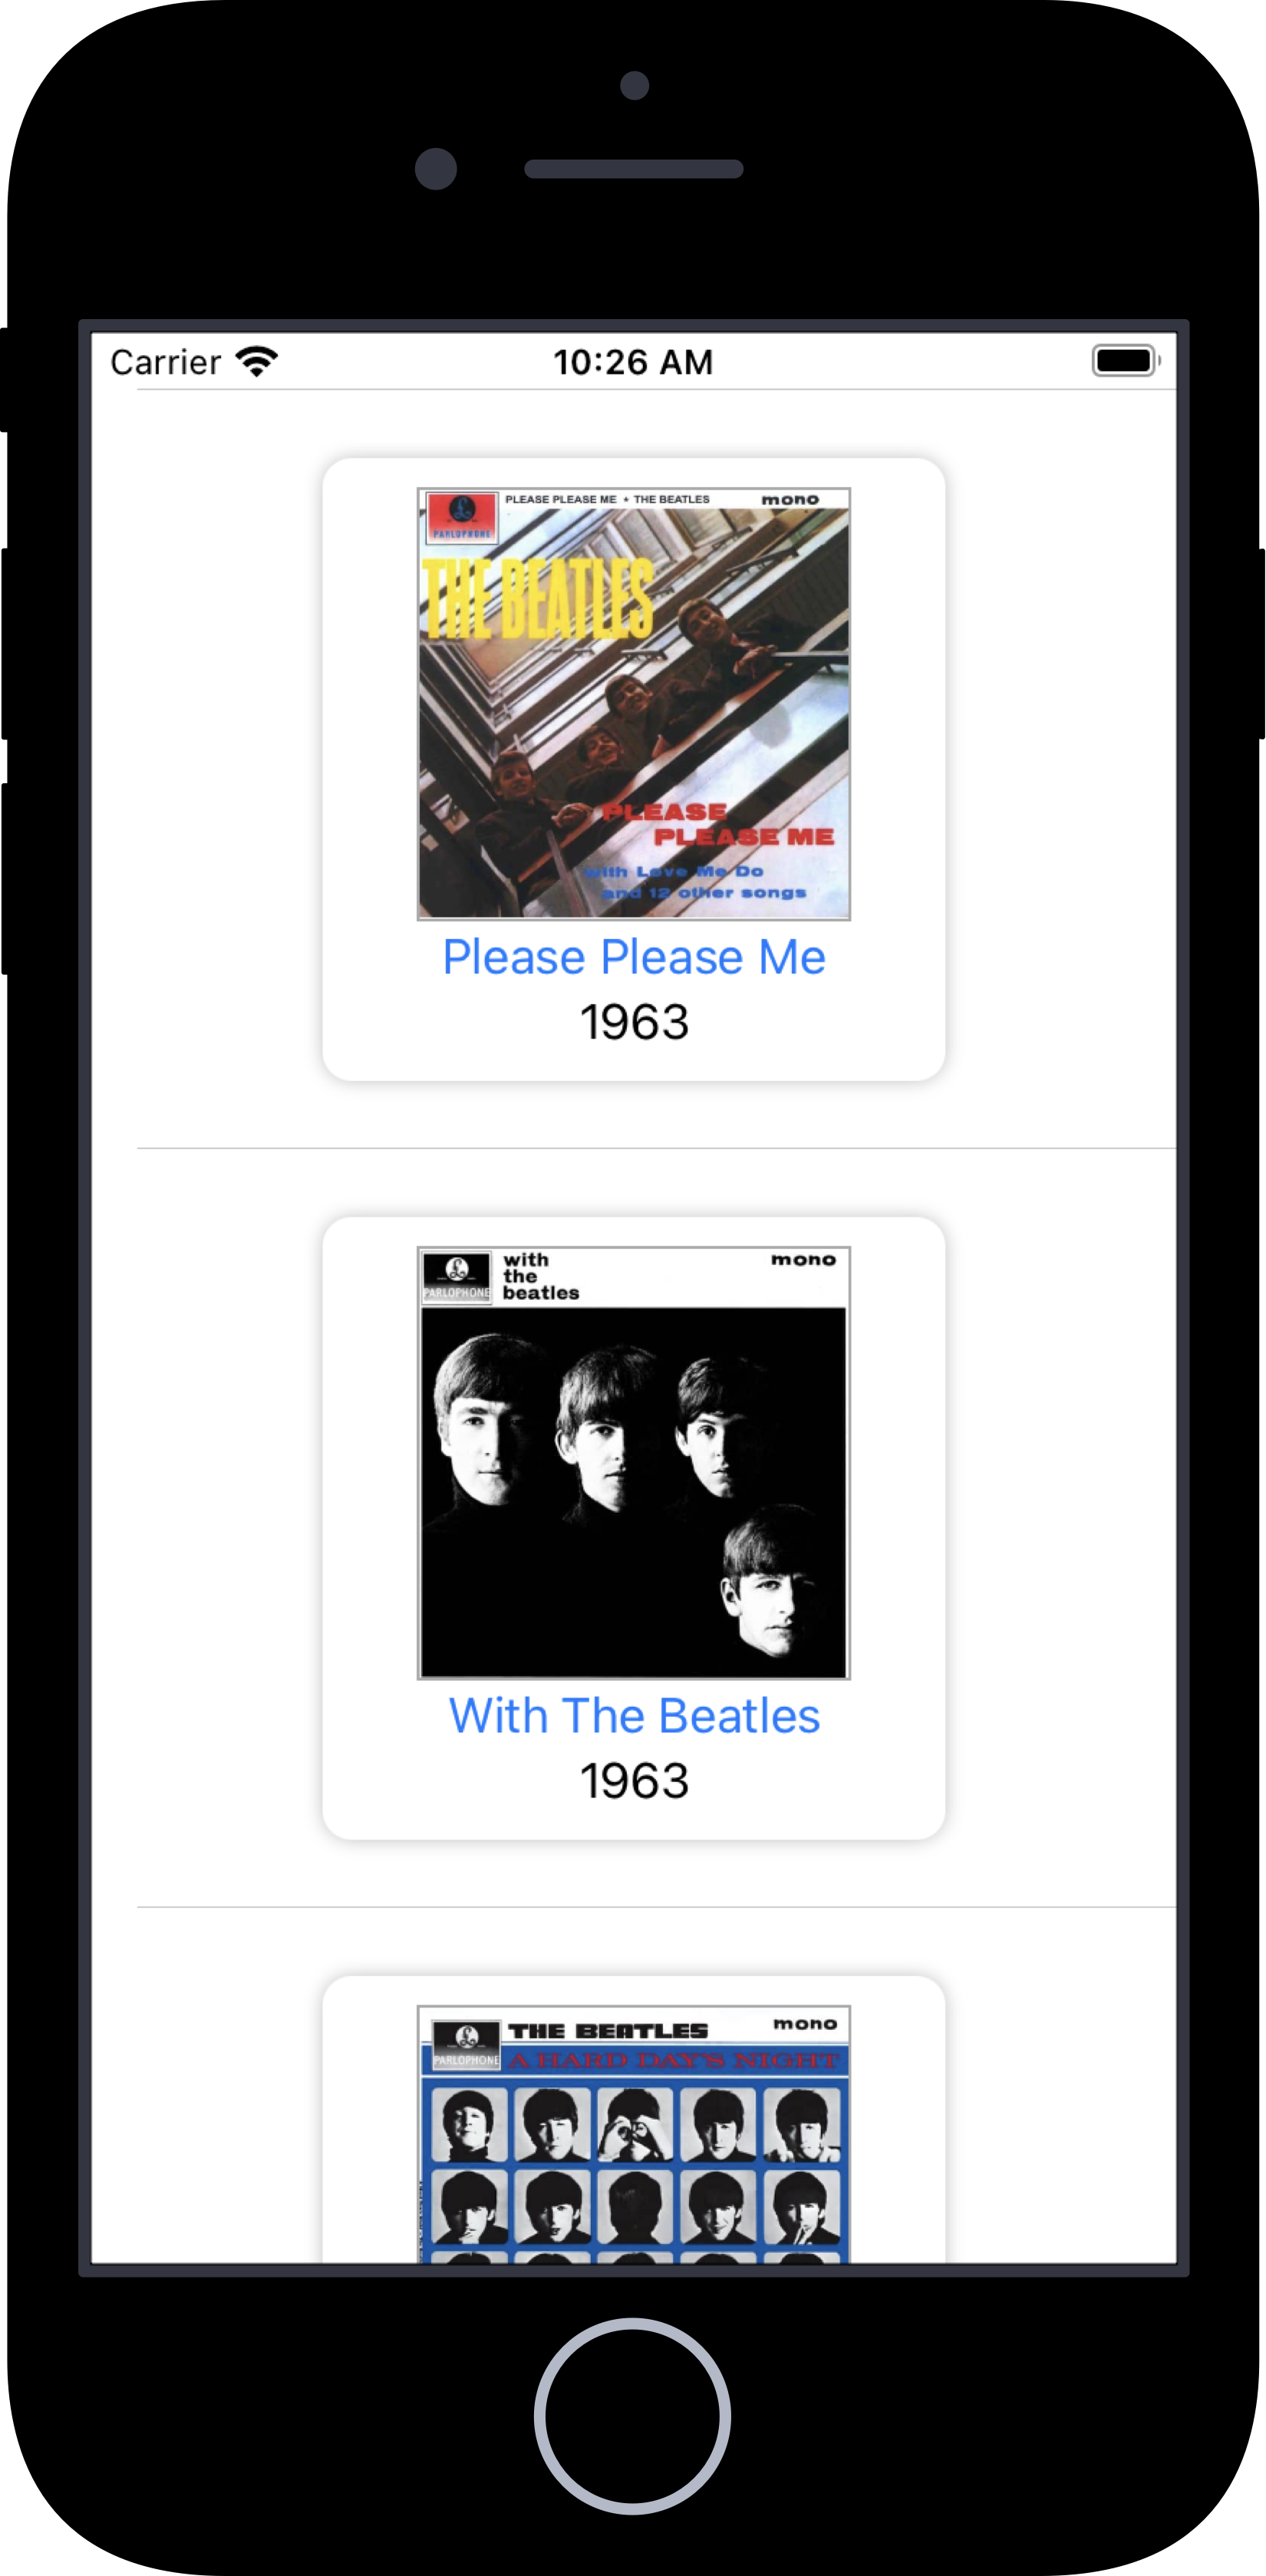 Carrier 10:26 AM
PARLOPHONE
PLEASE PLEASE ME ★ THE BEATLES mono
THE BEATLES
PLEASE
PLEASE ME
with Love Me Do
and 12 other songs
Please Please Me
1963
PARLOPHONE
with
the
beatles
mono
With The Beatles
1963
PARLOPHONE
THE BEATLES mono
A HARD DAY'S NIGHT